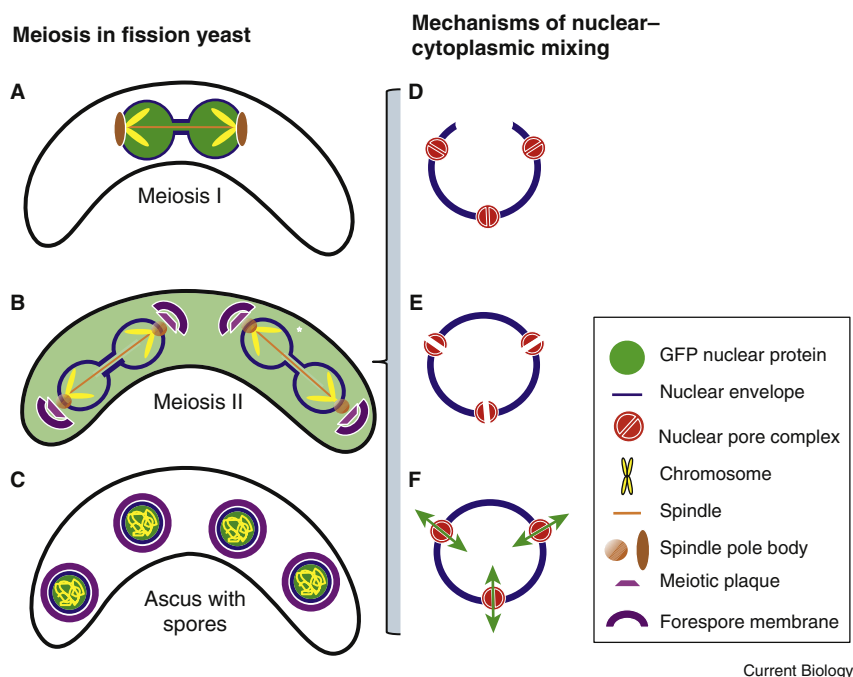 Meiosis in fission yeast
Mechanisms of nuclear–
cytoplasmic mixing
A
Meiosis I
B
Meiosis II
C
Ascus with
spores
D
E
F
GFP nuclear protein
Nuclear envelope
Nuclear pore complex
Chromosome
Spindle
Spindle pole body
Meiotic plaque
Forespore membrane
Current Biology